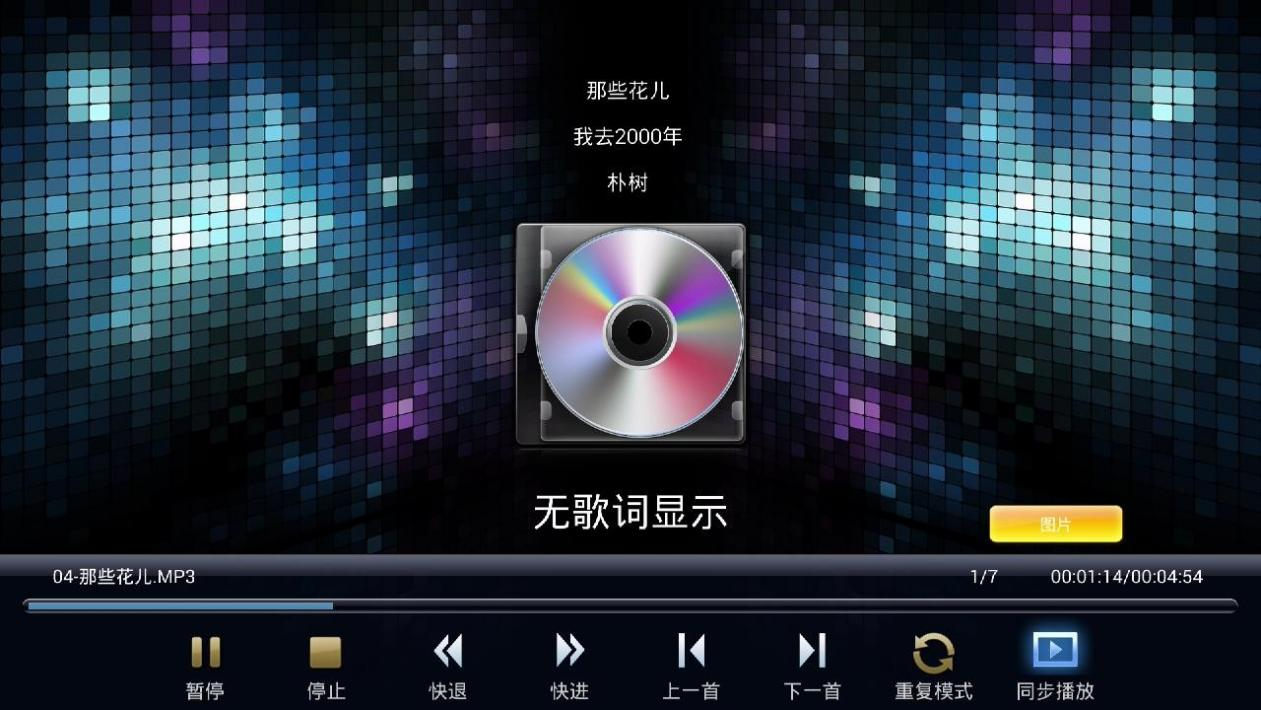 那些花儿
我去2000年
朴树
无歌词显示
图片
04-那些花儿.MP3 1/7 00:01:14/00:04:54
暂停 停止 快退 快进 上一首 下一首 重复模式 同步播放